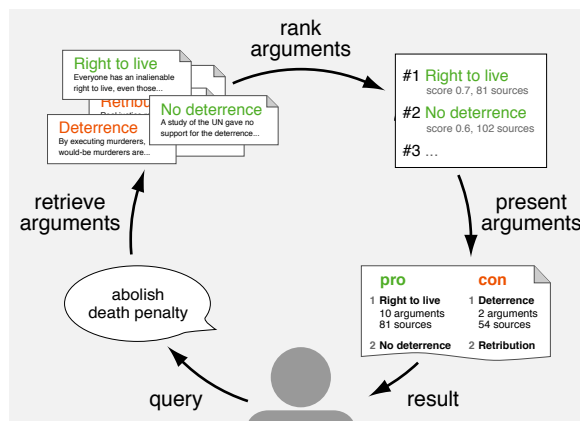 rank
arguments
Right to live
Everyone has an inalienable
right to live, even those...
Retribu
No deterrence
A study of the UN gave no
support for the deterrence...
Deterrence
By executing murderers,
would-be murderers are...
#1 Right to live
score 0.7, 81 sources
#2 No deterrence
score 0.6, 102 sources
#3 ...
retrieve
arguments
present
arguments
abolish
death penalty
pro
con
1 Right to live
10 arguments
81 sources
2 No deterrence
1 Deterrence
2 arguments
54 sources
2 Retribution
query
result